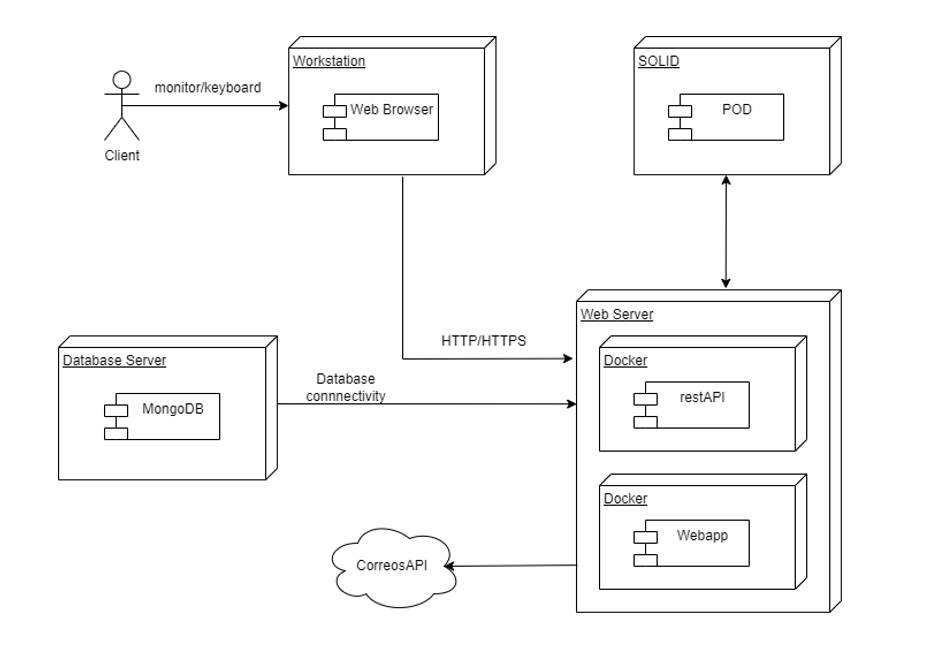 Workstation
SOLID
monitor/keyboard
Web Browser
POD
Client
Web Server
HTTP/HTTPS
Database Server
Docker
Database
connnectivity
restAPI
MongoDB
Docker
Webapp
CorreosAPI